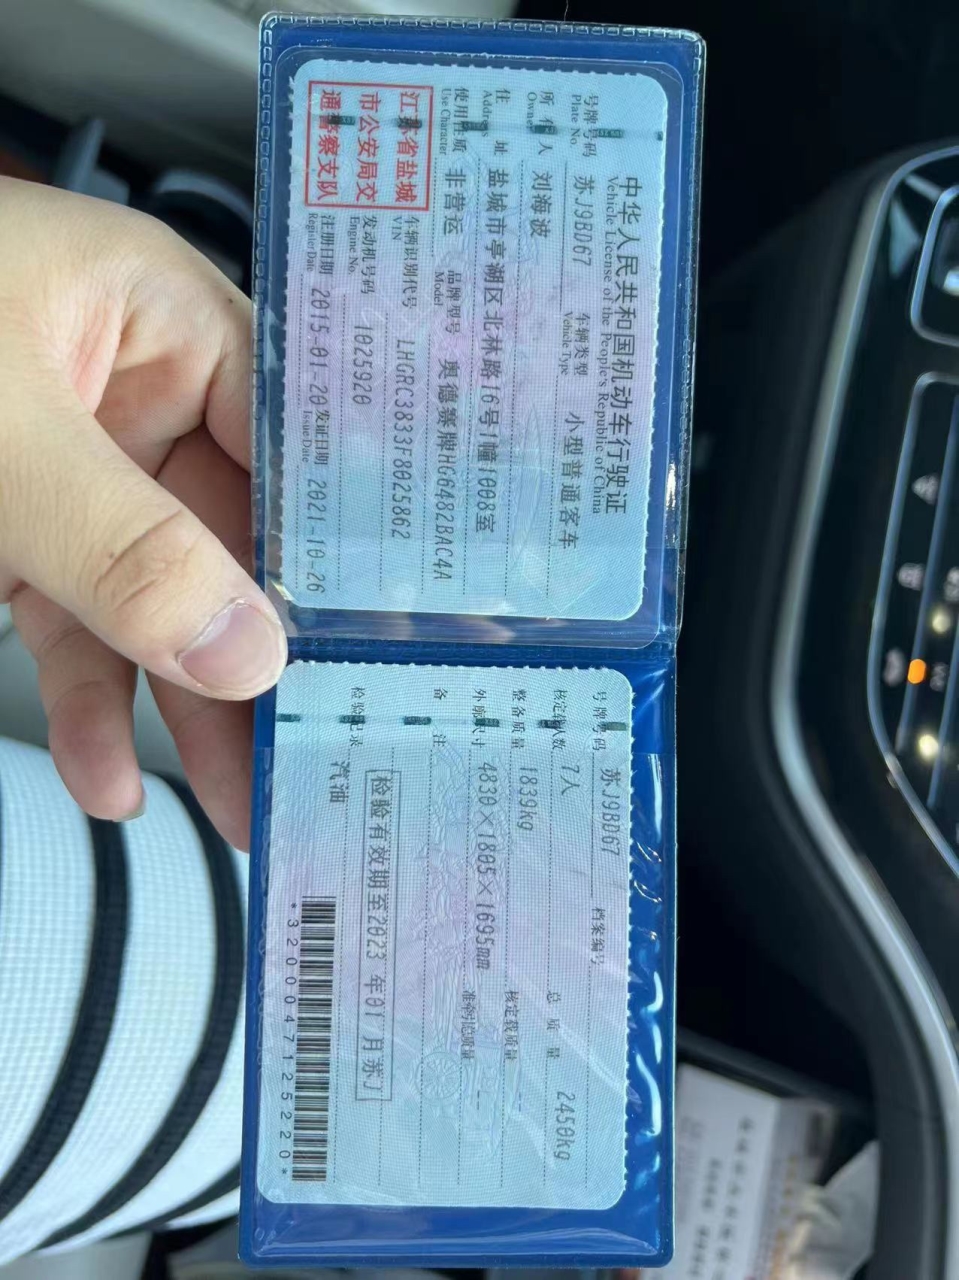 中华人民共和国机动车行驶证
Vehicle License of the People's Republic of China
号牌号码 苏J9BD67 车辆类型 小型普通客车
Plate No. Vehicle Type
所有人 刘海波
Owner
住址 盐城市亭湖区北林路16号1幢1008室
Address
使用性质 非营运 品牌型号 奥德赛牌HG6482BAC4A
Use Character Model
江苏省盐城
市公安局交
通警察支队
车辆识别代号 LHGRC3833F8025862
VIN
发动机号码 1025920
Engine No.
注册日期 2015-01-20 发证日期 2021-10-26
Register Date Issue Date
号牌号码 苏J9BD67 档案编号
核定载人数 7人 总质量 2450kg
整备质量 1839kg 核定载质量 --
外廓尺寸 4830×1805×1695mm 准牵引总质量 --
备注
检验有效期至2023年01月苏J
检验记录
汽油
*3200047125220*